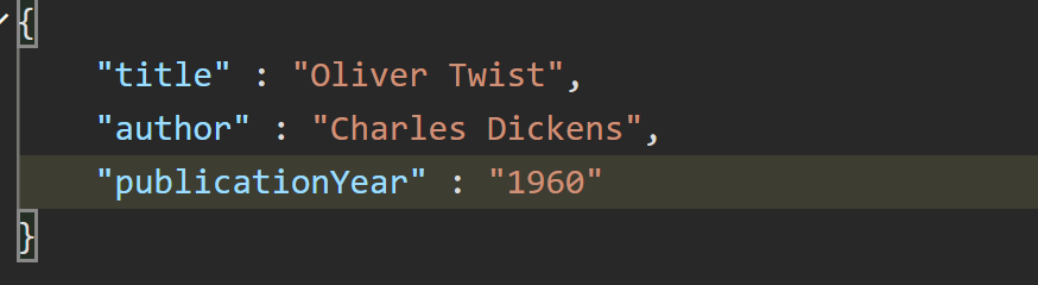 {
"title" : "Oliver Twist",
"author" : "Charles Dickens",
"publicationYear" : "1960"
}